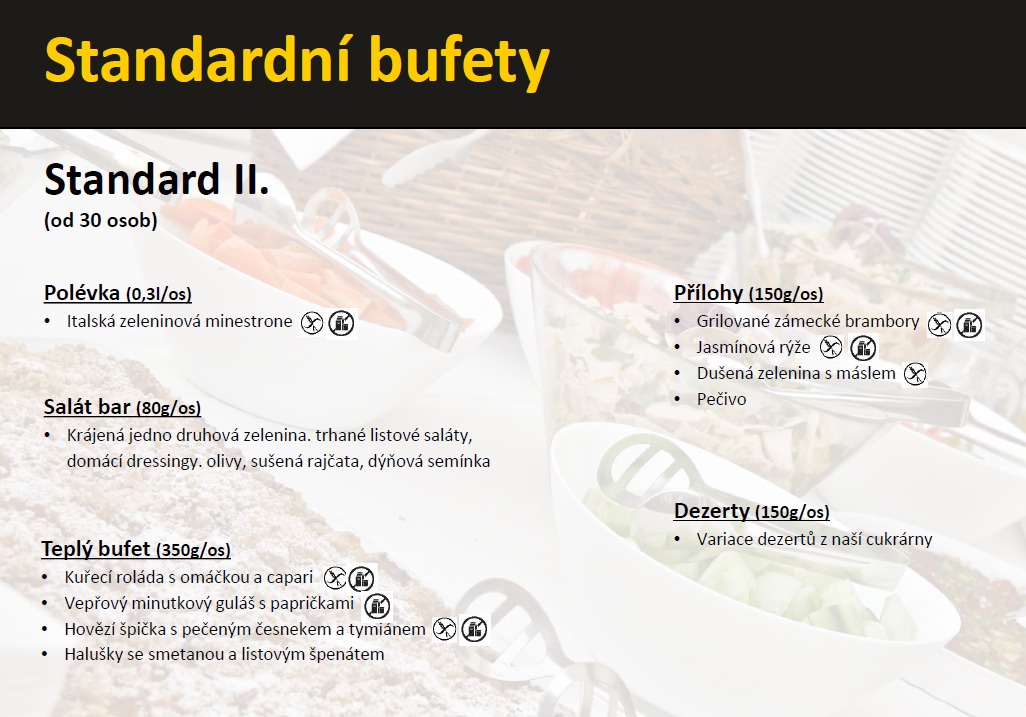 Standardní bufety
Standard II.
(od 30 osob)
Polévka (0,3l/os)
• Italská zeleninová minestrone
Salát bar (80g/os)
• Krájená jedno druhová zelenina. trhané listové saláty,
domácí dressingy. olivy, sušená rajčata, dýňová semínka
Teplý bufet (350g/os)
• Kuřecí roláda s omáčkou a capari
• Vepřový minutkový guláš s papričkami
• Hovězí špička s pečeným česnekem a tymiánem
• Halušky se smetanou a listovým špenátem
Přílohy (150g/os)
• Grilované zámecké brambory
• Jasmínová rýže
• Dušená zelenina s máslem
• Pečivo
Dezerty (150g/os)
• Variace dezertů z naší cukrárny